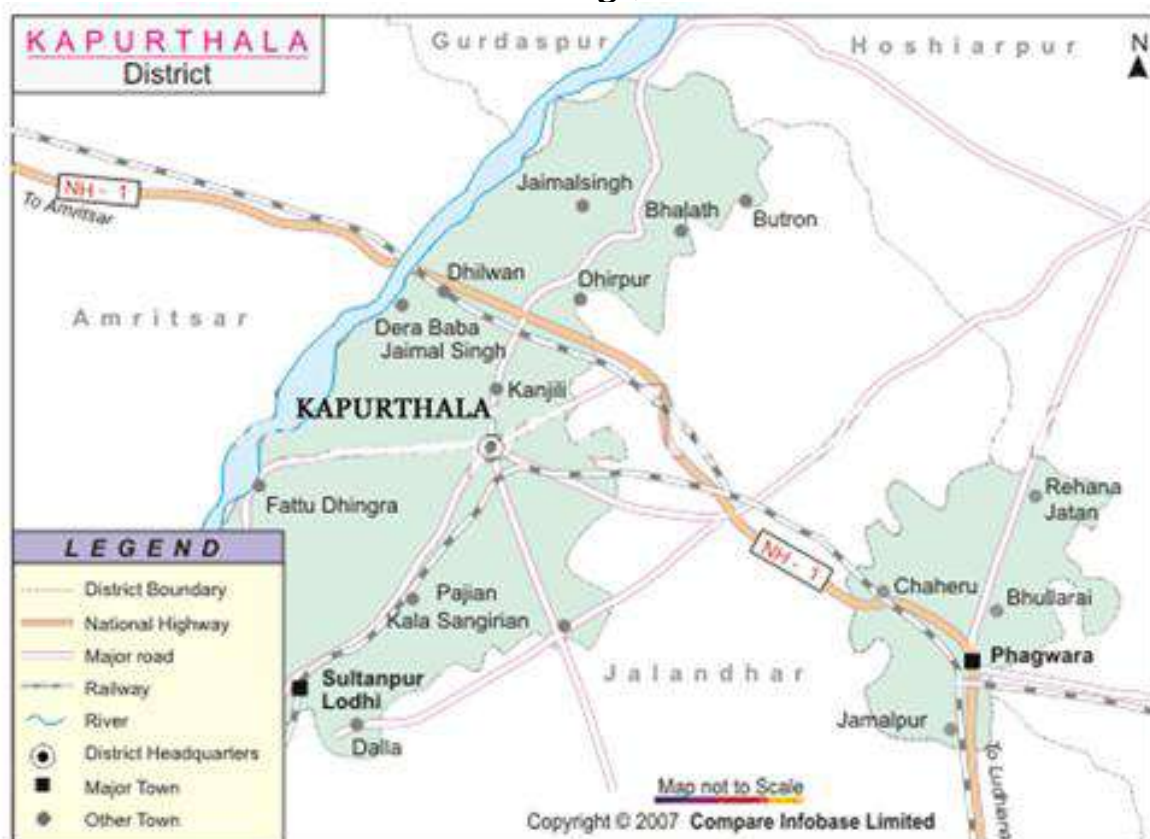 KAPURTHALA
District
Gurdaspur
Hoshiarpur
N
NH - 1
To Amritsar
Jaimalsingh
Bhalath
Butron
Dhilwan
Dhirpur
Amritsar
Dera Baba
Jaimal Singh
Kanjili
KAPURTHALA
Fattu Dhingra
Rehana
Jatan
NH - 1
Chaheru
Bhullarai
Pajian
Kala Sangirian
Phagwara
Jalandhar
Sultanpur
Lodhi
Jamalpur
Dalla
LEGEND
District Boundary
National Highway
Major road
Railway
River
District Headquarters
Major Town
Other Town
Map not to Scale
Copyright © 2007 Compare Infobase Limited